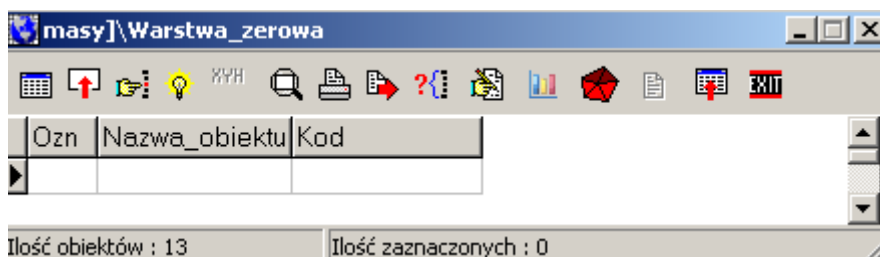 masy]\Warstwa_zerowa
XYH ?{ EXIT
Ozn Nazwa_obiektu Kod
Ilość obiektów : 13 Ilość zaznaczonych : 0